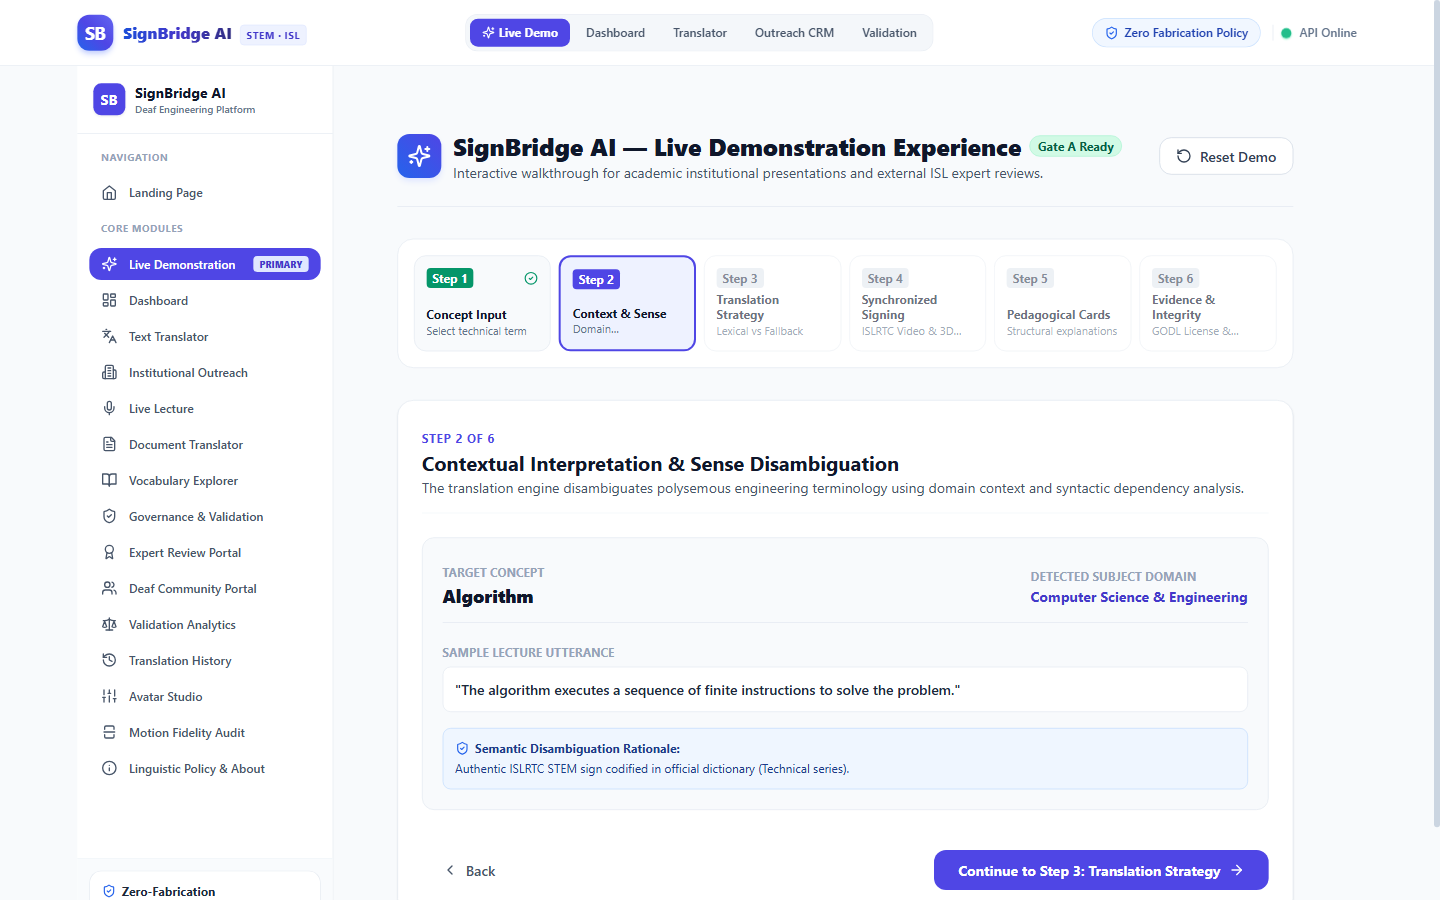 SB SignBridge AI STEM • ISL
Live Demo Dashboard Translator Outreach CRM Validation
Zero Fabrication Policy API Online
SB SignBridge AI
Deaf Engineering Platform
NAVIGATION
Landing Page
CORE MODULES
Live Demonstration PRIMARY
Dashboard
Text Translator
Institutional Outreach
Live Lecture
Document Translator
Vocabulary Explorer
Governance & Validation
Expert Review Portal
Deaf Community Portal
Validation Analytics
Translation History
Avatar Studio
Motion Fidelity Audit
Linguistic Policy & About
Zero-Fabrication
SignBridge AI — Live Demonstration Experience Gate A Ready
Interactive walkthrough for academic institutional presentations and external ISL expert reviews.
Reset Demo
Step 1
Concept Input
Select technical term
Step 2
Context & Sense
Domain...
Step 3
Translation
Strategy
Lexical vs Fallback
Step 4
Synchronized
Signing
ISLRTC Video & 3D...
Step 5
Pedagogical Cards
Structural explanations
Step 6
Evidence &
Integrity
GODL License &...
STEP 2 OF 6
Contextual Interpretation & Sense Disambiguation
The translation engine disambiguates polysemous engineering terminology using domain context and syntactic dependency analysis.
TARGET CONCEPT
Algorithm
DETECTED SUBJECT DOMAIN
Computer Science & Engineering
SAMPLE LECTURE UTTERANCE
"The algorithm executes a sequence of finite instructions to solve the problem."
Semantic Disambiguation Rationale:
Authentic ISLRTC STEM sign codified in official dictionary (Technical series).
Back
Continue to Step 3: Translation Strategy